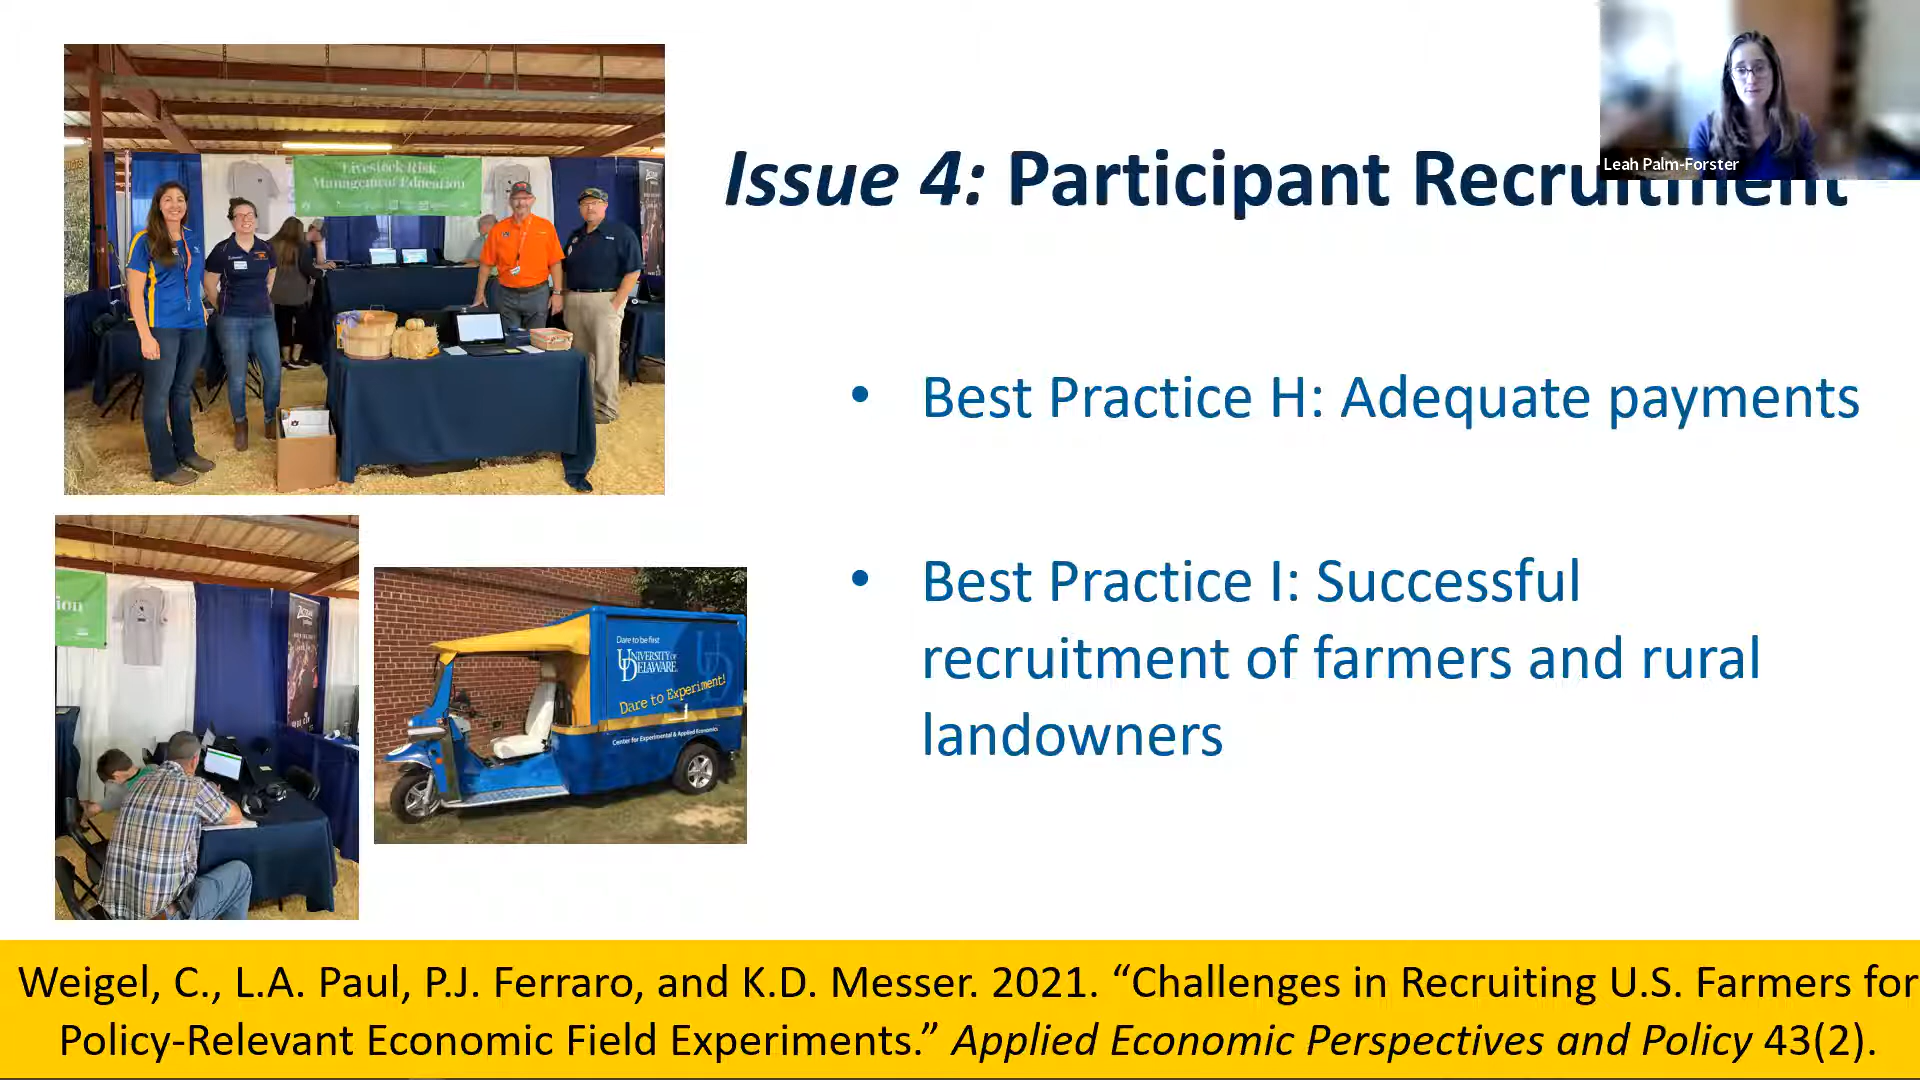 Livestock Risk
Management Education
Issue 4: Participant Recruitment
Leah Palm-Forster
• Best Practice H: Adequate payments
• Best Practice I: Successful
recruitment of farmers and rural
landowners
ion
Dare to be first
UNIVERSITY OF
DELAWARE
Dare to Experiment!
Center for Experimental & Applied Economics
Weigel, C., L.A. Paul, P.J. Ferraro, and K.D. Messer. 2021. “Challenges in Recruiting U.S. Farmers for
Policy-Relevant Economic Field Experiments.” Applied Economic Perspectives and Policy 43(2).